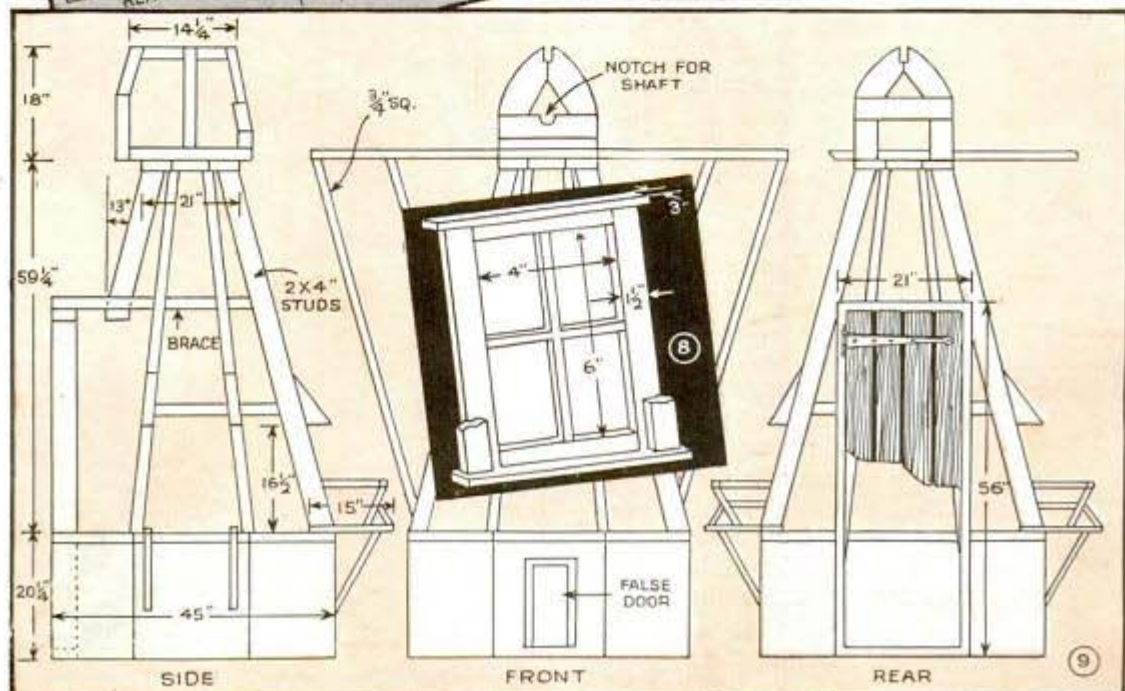 14¼"
18"
¾" SQ.
NOTCH FOR
SHAFT
13"
21"
3"
59¼"
2X4"
STUDS
4"
1½"
21"
BRACE
8
6"
16½"
15"
56"
20¼"
45"
FALSE
DOOR
SIDE
FRONT
REAR
9